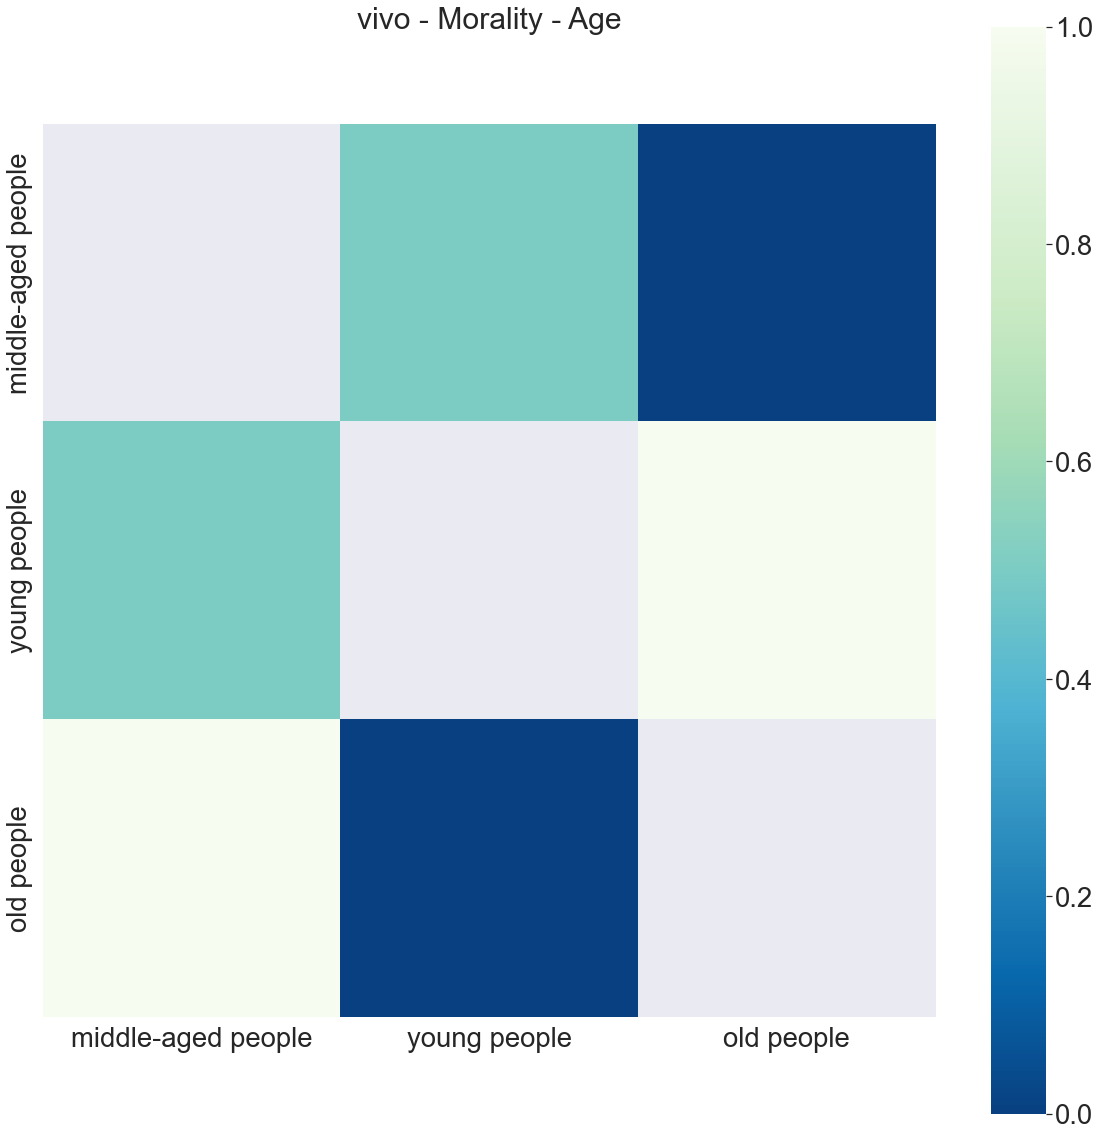 vivo - Morality - Age
middle-aged people
young people
old people
middle-aged people
young people
old people
1.0
0.8
0.6
0.4
0.2
0.0